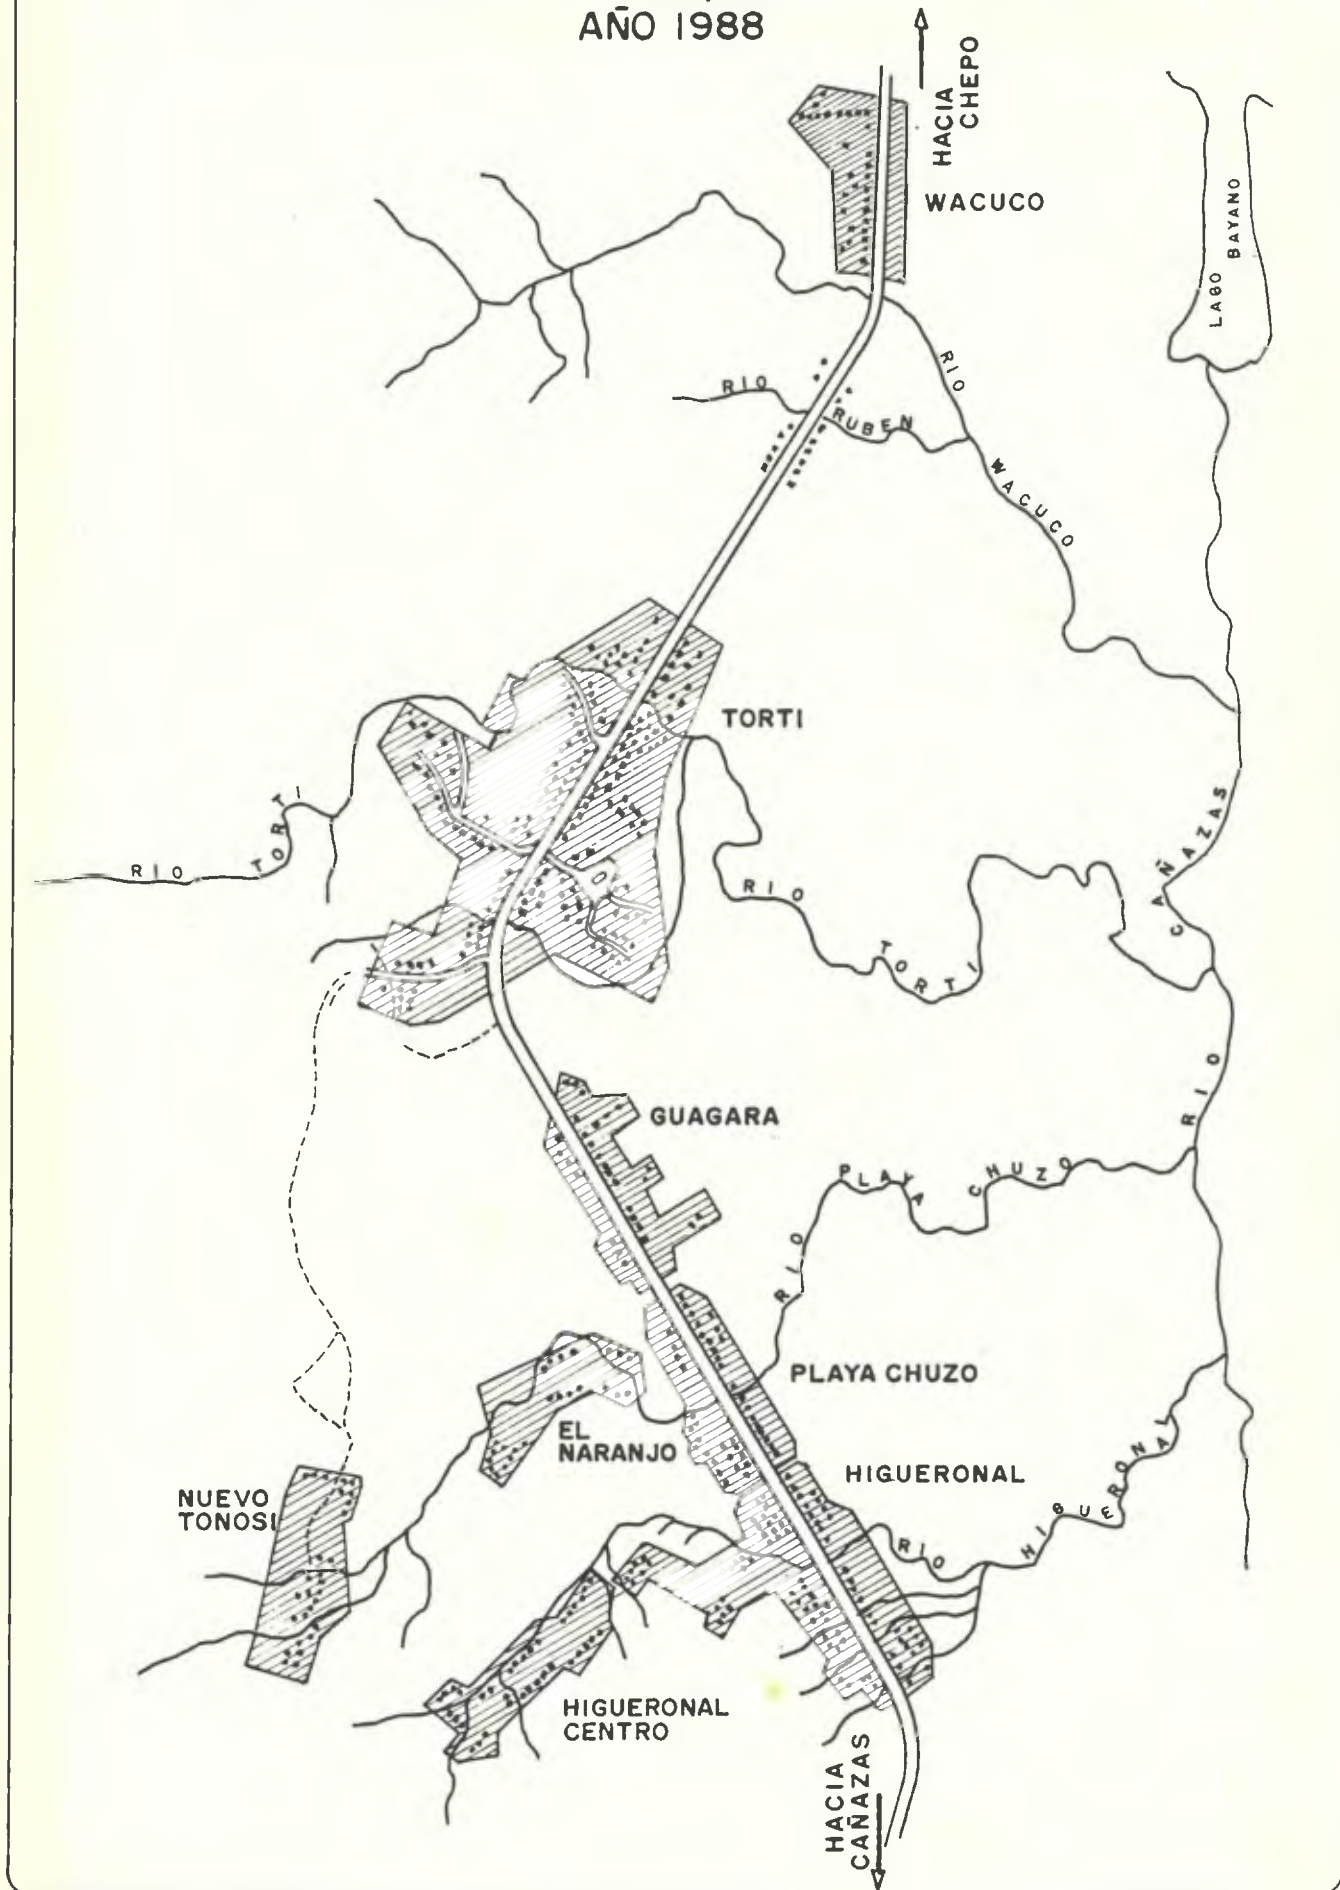 AÑO 1988
HACIA
CHEPO
WACUCO
LAGO
BAYANO
RIO
RUBEN
RIO
WACUCO
TORTI
RIO
TORTI
RIO
TORTI
RIO
CAÑAZAS
GUAGARA
RIO
PLAYA
CHUZO
PLAYA CHUZO
EL
NARANJO
HIGUERONAL
NUEVO
TONOSI
RIO
HIGUERONAL
HIGUERONAL
CENTRO
HACIA
CAÑAZAS